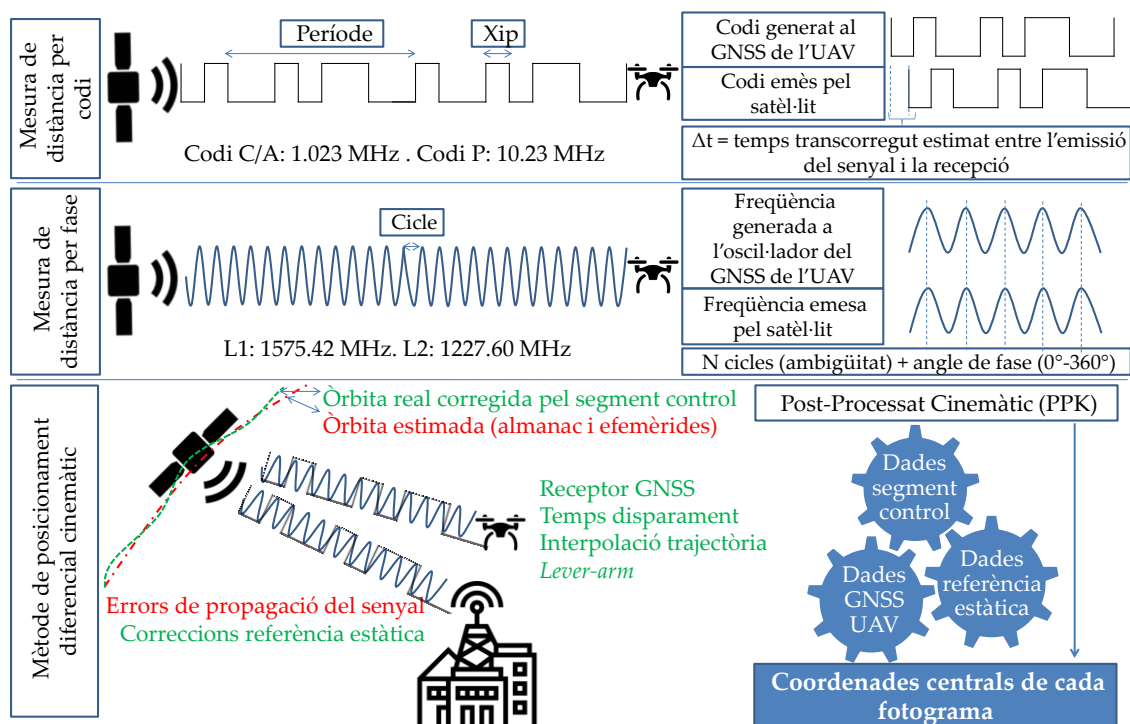 Mesura de
distància per
codi
Període
Xip
Codi C/A: 1.023 MHz . Codi P: 10.23 MHz
Codi generat al
GNSS de l'UAV
Codi emès pel
satèl·lit
Δt = temps transcorregut estimat entre l'emissió
del senyal i la recepció
Mesura de
distància per fase
Cicle
L1: 1575.42 MHz. L2: 1227.60 MHz
Freqüència
generada a
l'oscil·lador del
GNSS de l'UAV
Freqüència emesa
pel satèl·lit
N cicles (ambigüitat) + angle de fase (0°-360°)
Mètode de posicionament
diferencial cinemàtic
Òrbita real corregida pel segment control
Òrbita estimada (almanac i efemèrides)
Receptor GNSS
Temps disparament
Interpolació trajectòria
Lever-arm
Errors de propagació del senyal
Correccions referència estàtica
Post-Processat Cinemàtic (PPK)
Dades
segment
control
Dades
GNSS
UAV
Dades
referència
estàtica
Coordenades centrals de cada
fotograma